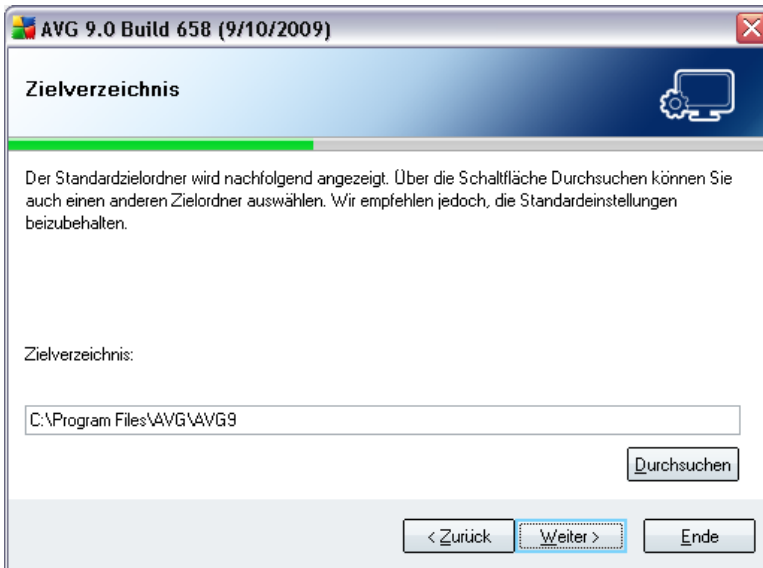 AVG 9.0 Build 658 (9/10/2009)
Zielverzeichnis
Der Standardzielordner wird nachfolgend angezeigt. Über die Schaltfläche Durchsuchen können Sie
auch einen anderen Zielordner auswählen. Wir empfehlen jedoch, die Standardeinstellungen
beizubehalten.
Zielverzeichnis:
C:\Program Files\AVG\AVG9
Durchsuchen
< Zurück Weiter > Ende